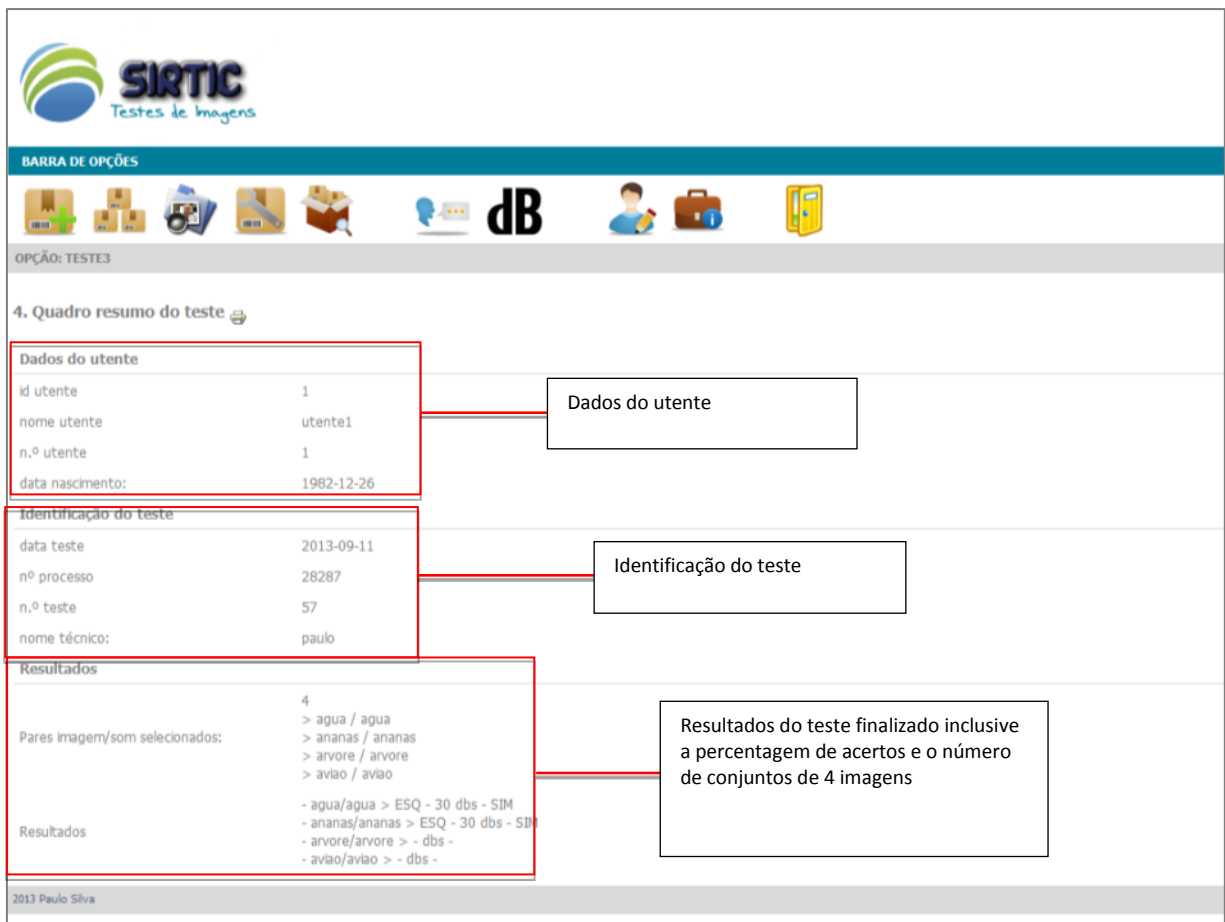 SIRTIC
Testes de Imagens
BARRA DE OPÇÕES
dB
OPÇÃO: TESTE3
4. Quadro resumo do teste
Dados do utente
id utente 1
nome utente utente1
n.º utente 1
data nascimento: 1982-12-26
Dados do utente
Identificação do teste
data teste 2013-09-11
nº processo 28287
n.º teste 57
nome técnico: paulo
Identificação do teste
Resultados
Pares imagem/som selecionados:
4
> agua / agua
> ananas / ananas
> arvore / arvore
> aviao / aviao
Resultados
- agua/agua > ESQ - 30 dbs - SIM
- ananas/ananas > ESQ - 30 dbs - SIM
- arvore/arvore > - dbs -
- aviao/aviao > - dbs -
Resultados do teste finalizado inclusive
a percentagem de acertos e o número
de conjuntos de 4 imagens
2013 Paulo Silva